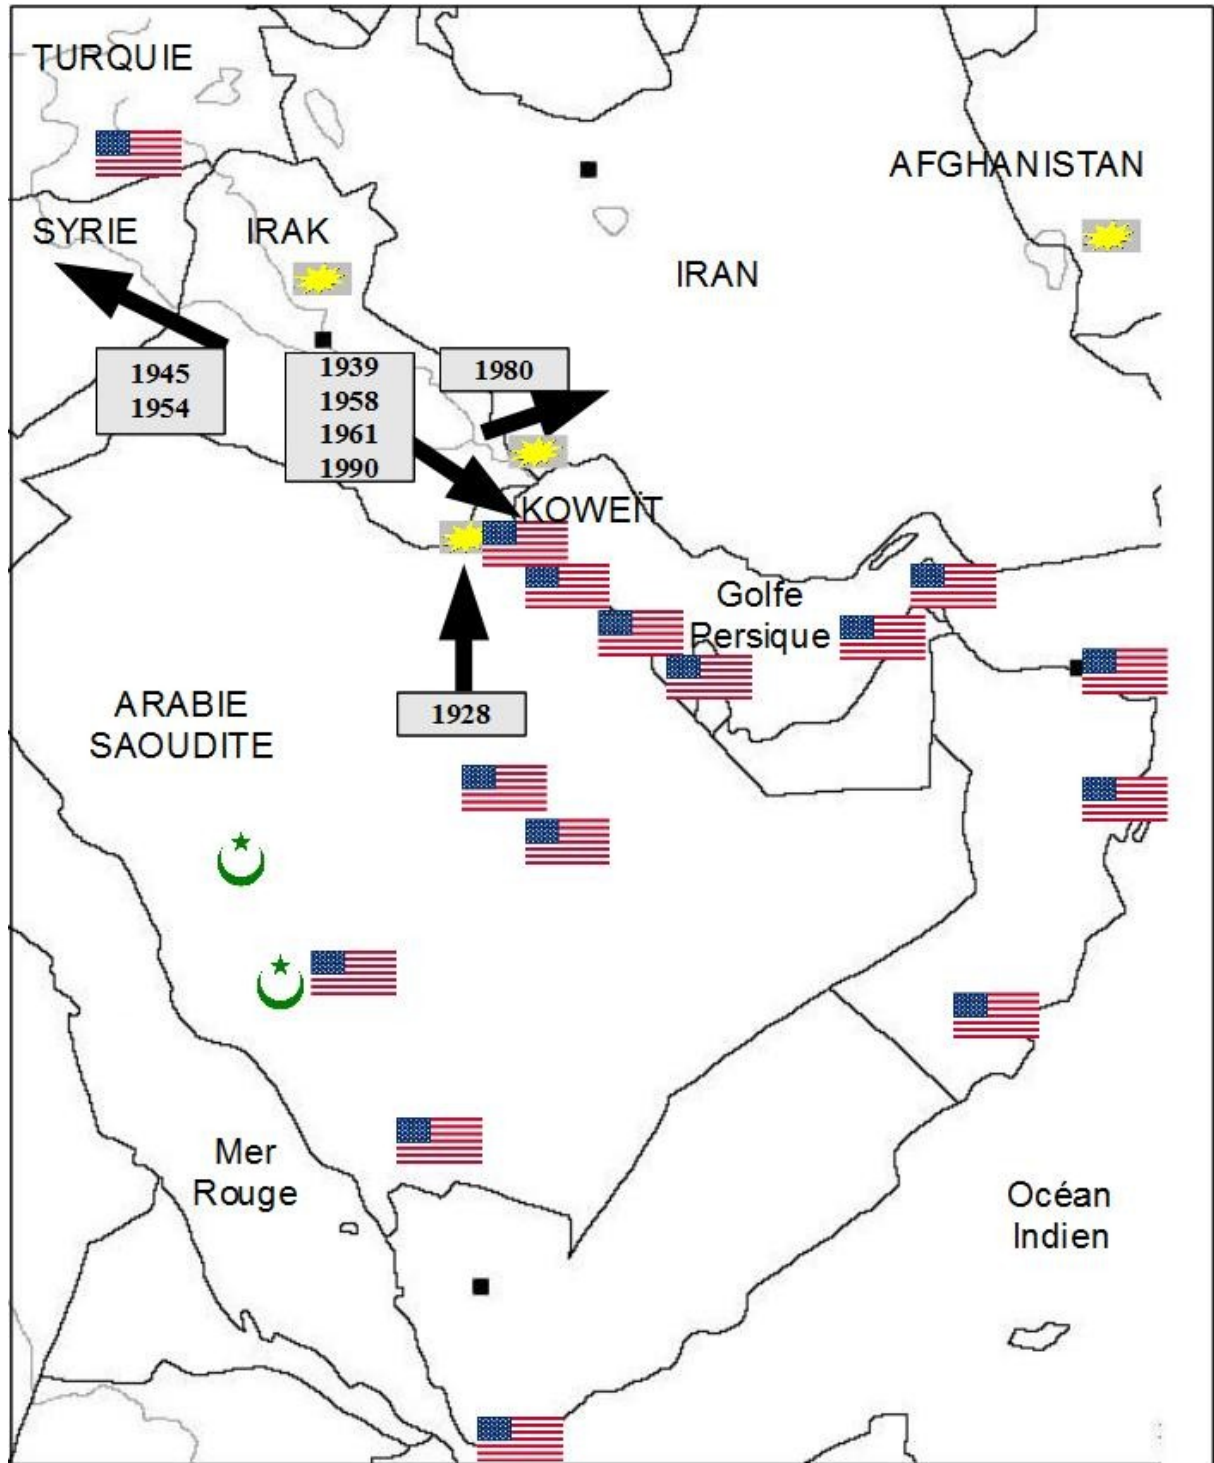 TURQUIE
AFGHANISTAN
SYRIE
IRAK
IRAN
1945
1954
1939
1958
1961
1990
1980
KOWEÏT
Golfe
Persique
1928
ARABIE
SAOUDITE
Mer
Rouge
Océan
Indien